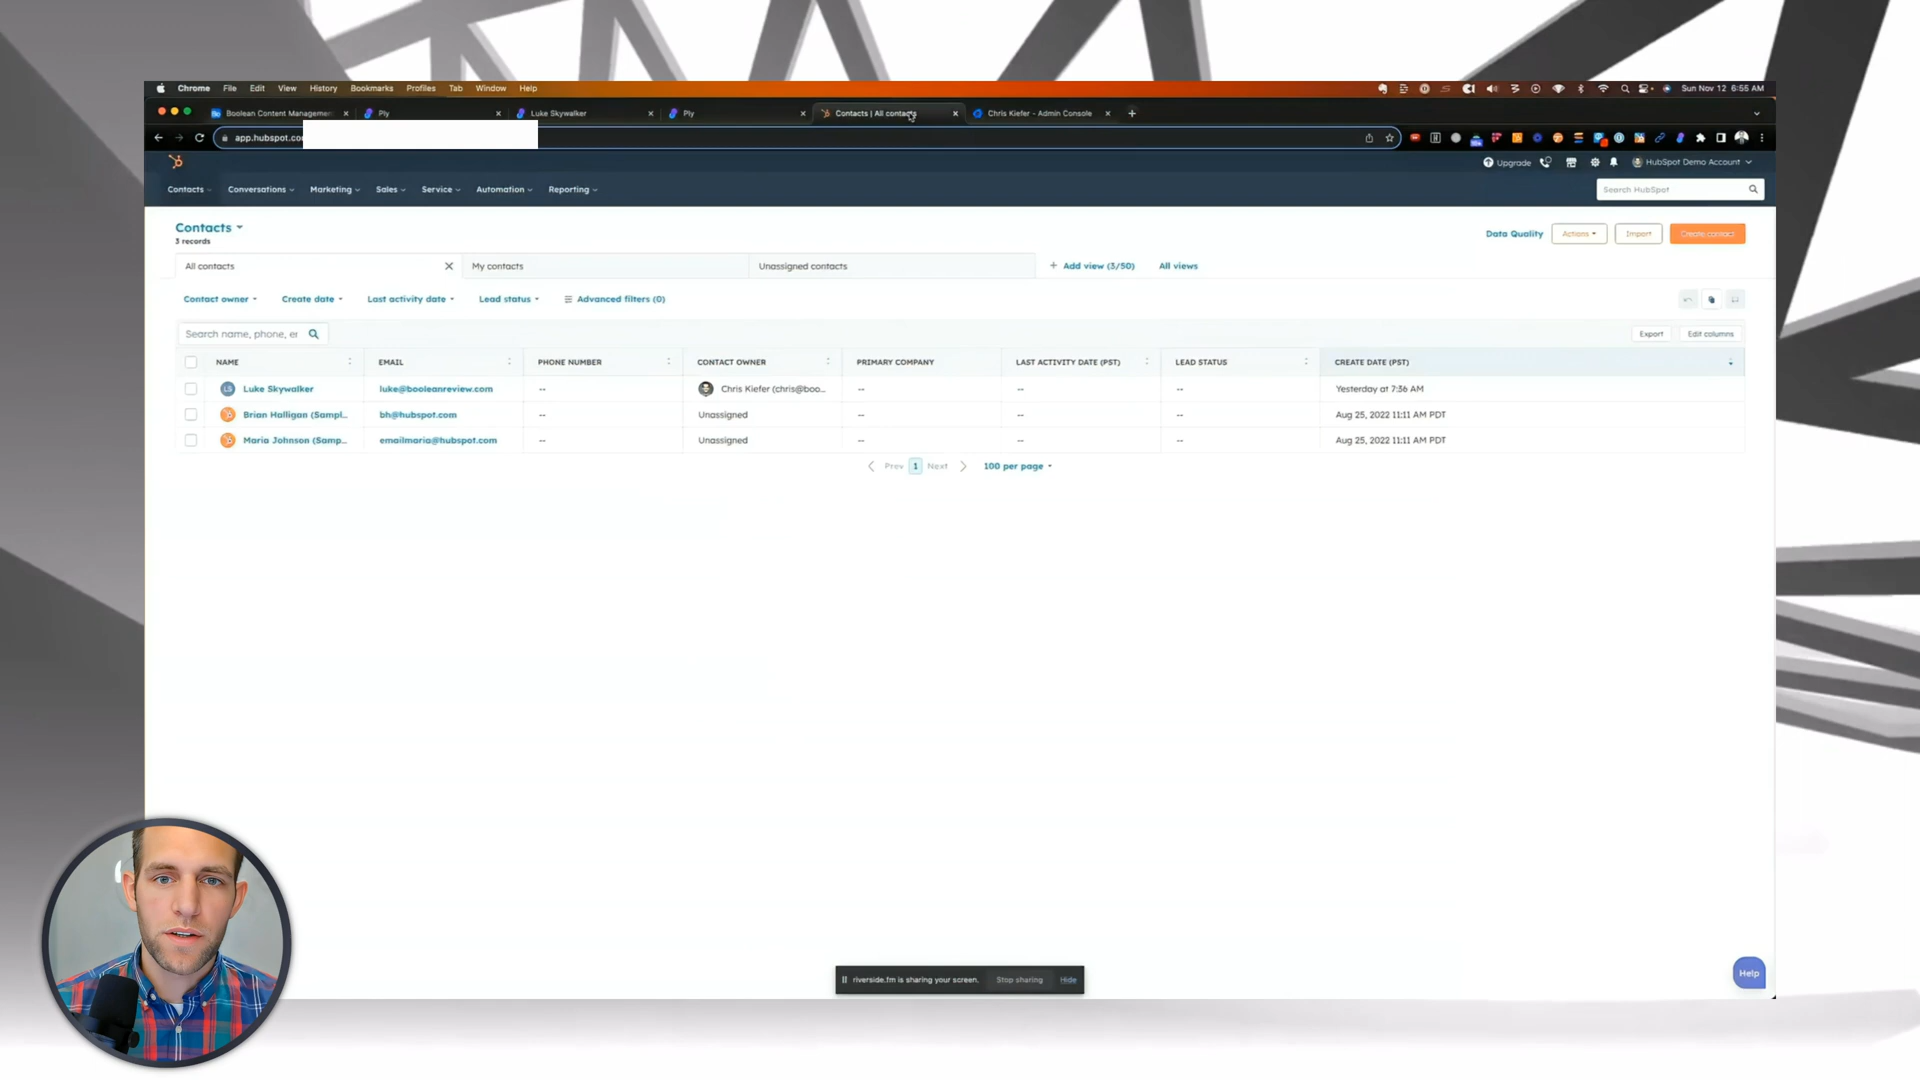 Chrome File Edit View History Bookmarks Profiles Tab Window Help Sun Nov 12 6:55 AM
Boolean Content Managemen Ply Luke Skywalker Ply Contacts | All contacts Chris Kiefer - Admin Console
app.hubspot.co
Upgrade HubSpot Demo Account
Contacts Conversations Marketing Sales Service Automation Reporting Search HubSpot
Contacts
3 records
Data Quality Actions Import Create contact
All contacts My contacts Unassigned contacts + Add view (3/50) All views
Contact owner Create date Last activity date Lead status Advanced filters (0)
Search name, phone, er Export Edit columns
NAME EMAIL PHONE NUMBER CONTACT OWNER PRIMARY COMPANY LAST ACTIVITY DATE (PST) LEAD STATUS CREATE DATE (PST)
LS Luke Skywalker luke@booleanreview.com -- Chris Kiefer (chris@boo... -- -- -- Yesterday at 7:36 AM
Brian Halligan (Sampl... bh@hubspot.com -- Unassigned -- -- -- Aug 25, 2022 11:11 AM PDT
Maria Johnson (Samp... emailmaria@hubspot.com -- Unassigned -- -- -- Aug 25, 2022 11:11 AM PDT
Prev 1 Next 100 per page
riverside.fm is sharing your screen. Stop sharing Hide
Help